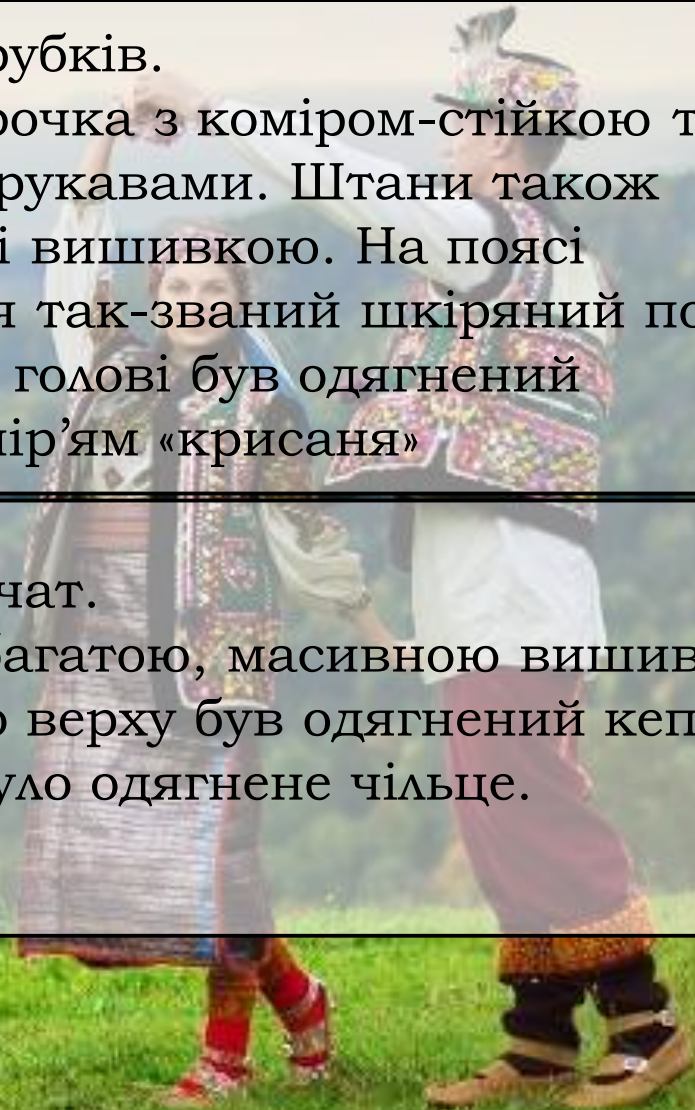 рубків.
рочка з коміром-стійкою т
рукавами. Штани також
і вишивкою. На поясі
я так-званий шкіряний по
голові був одягнений
пір’ям «крисаня»
чат.
багатою, масивною вишив
о верху був одягнений кеп
уло одягнене чільце.